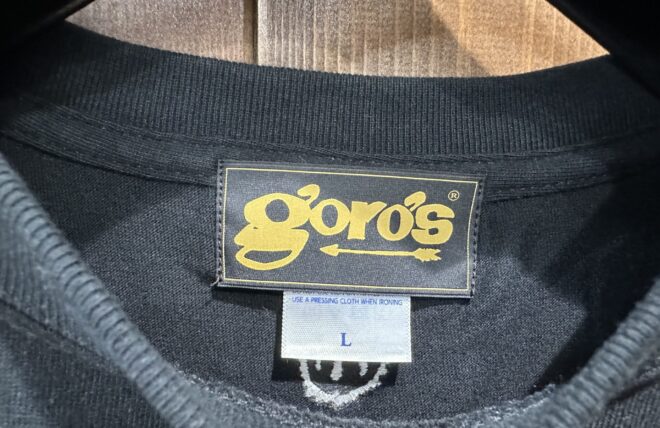 goro's®
USE A PRESSING CLOTH WHEN IRONING
L